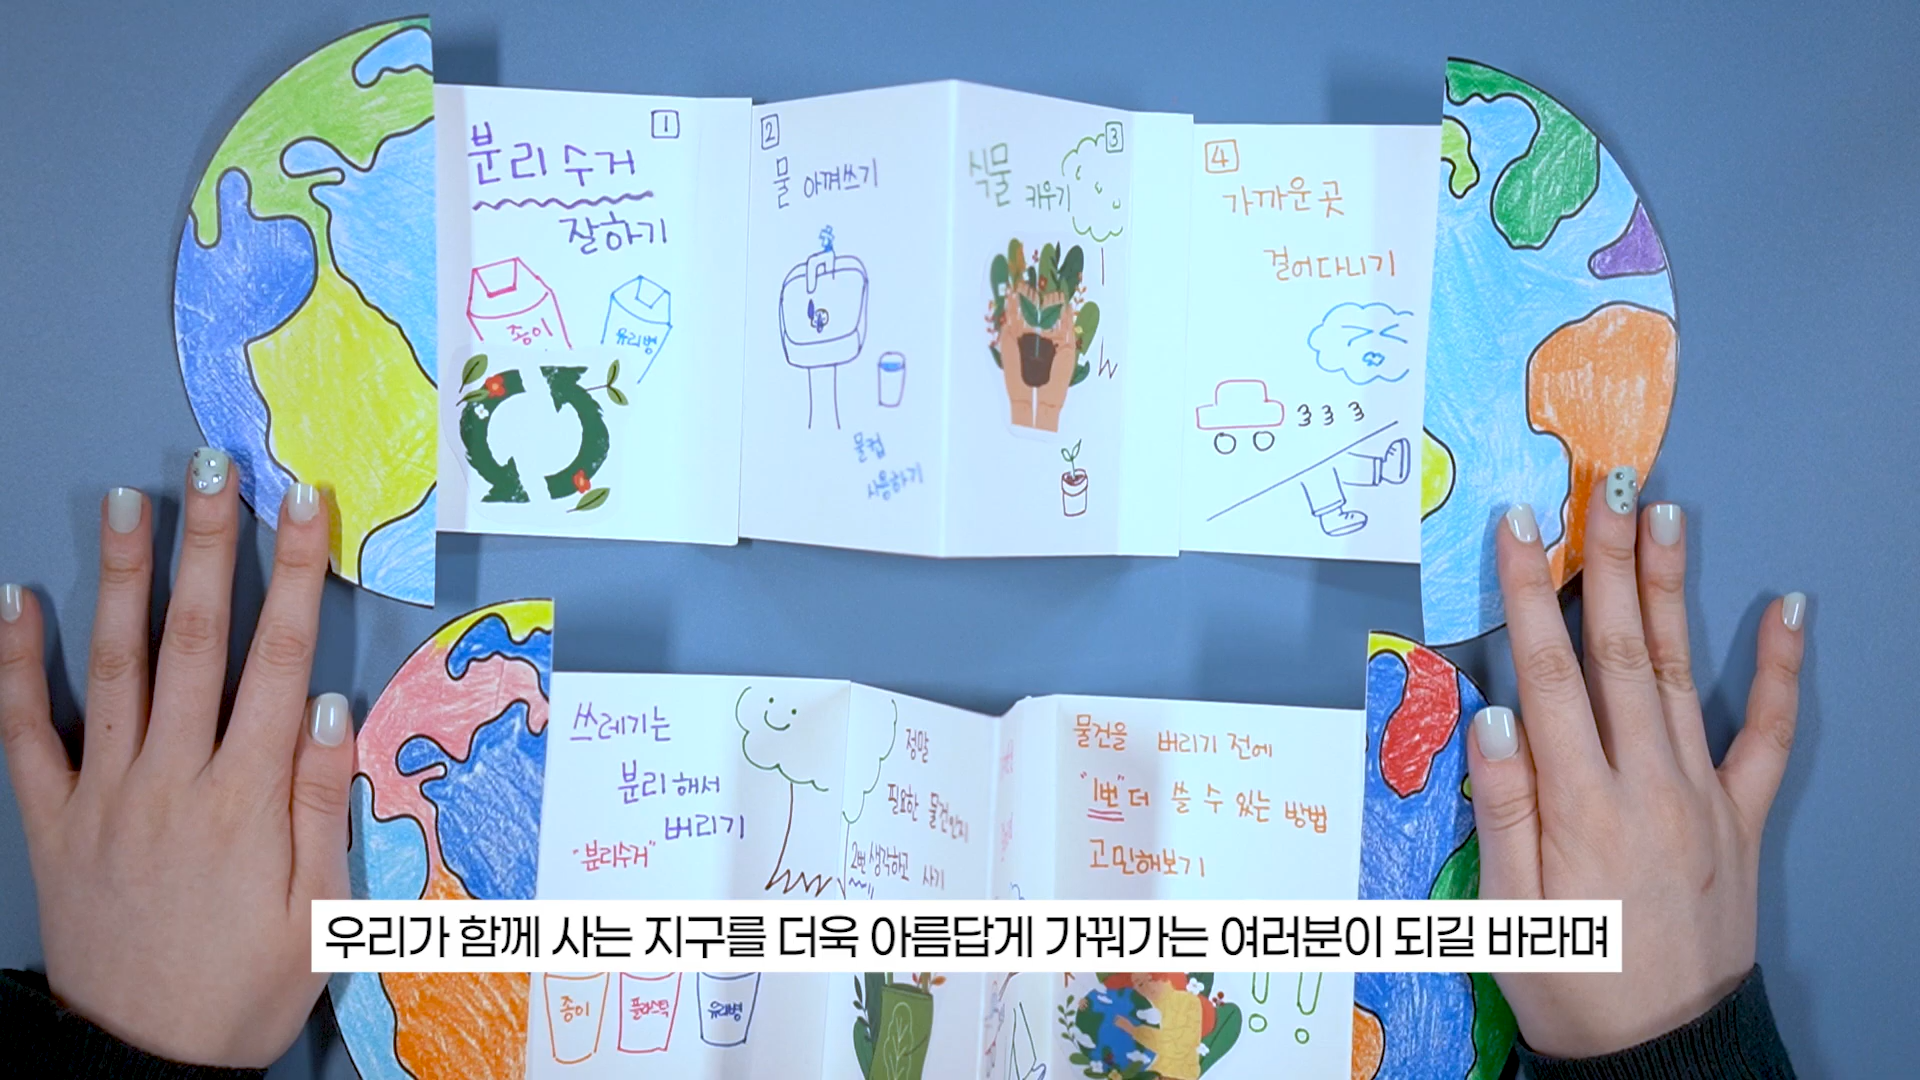 1
분리수거
잘하기
종이
유리병
2
물 아껴쓰기
물컵
사용하기
3
식물
키우기
4
가까운 곳
걸어다니기
쓰레기는
분리해서
버리기
"분리수거"
종이
플라스틱
유리병
정말
필요한 물건인지
2번 생각하고 사기
물건을 버리기 전에
"1번"더 쓸 수 있는 방법
고민해보기
우리가 함께 사는 지구를 더욱 아름답게 가꿔가는 여러분이 되길 바라며